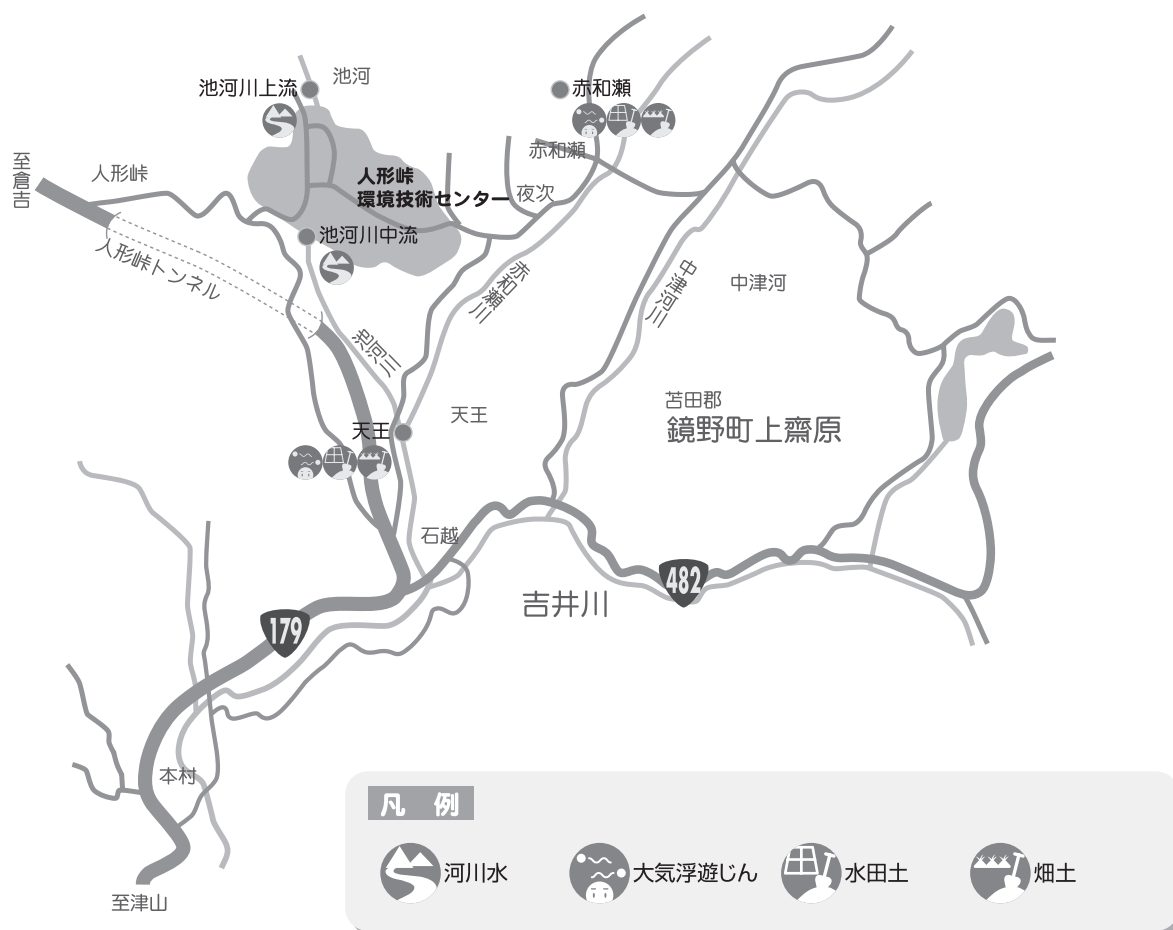 池河川上流
池河
赤和瀬
至倉吉
人形峠
赤和瀬
人形峠
環境技術センター
夜次
池河川中流
人形峠トンネル
赤和瀬川
中津河川
中津河
池河川
天王
天王
苫田郡
鏡野町上齋原
石越
482
吉井川
179
本村
至津山
凡 例
河川水
大気浮遊じん
水田土
畑土